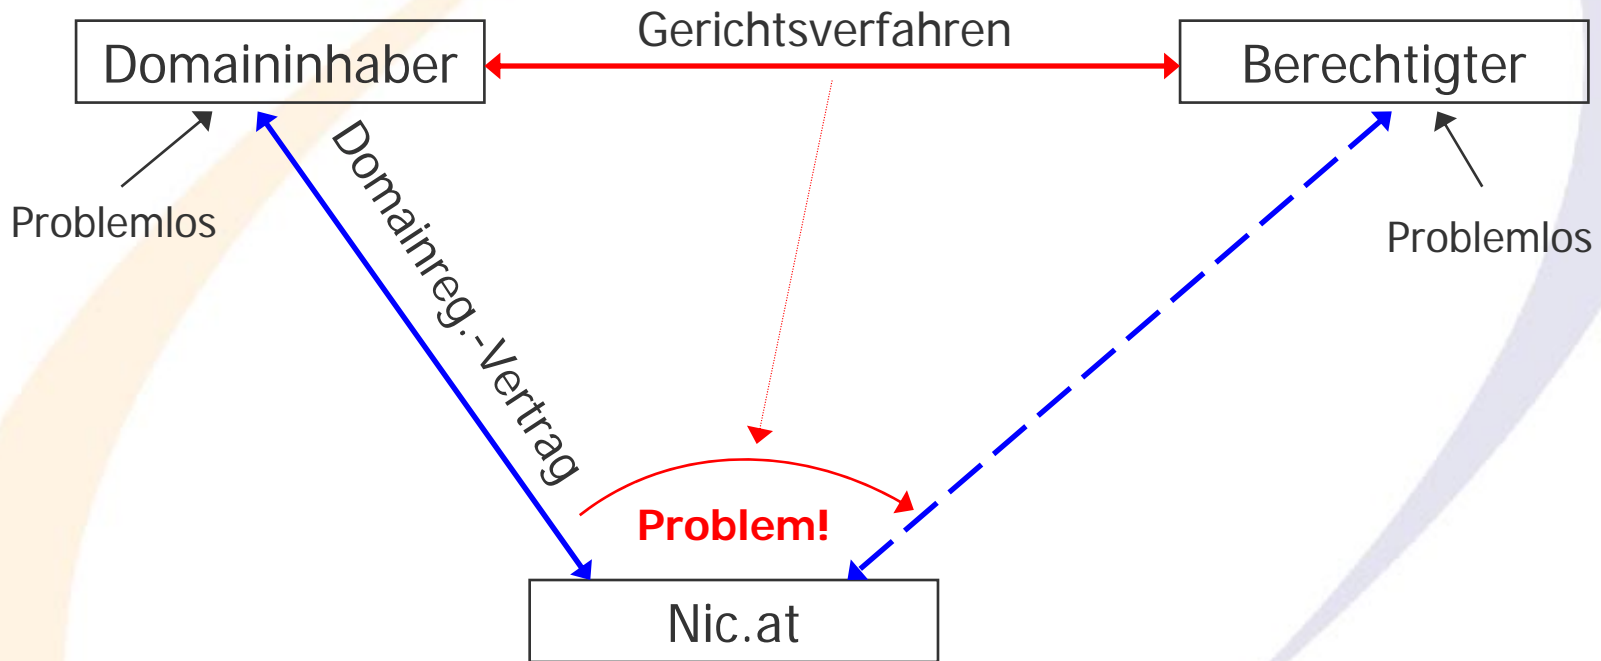 Gerichtsverfahren
Domaininhaber
Berechtigter
Problemlos
Domainreg.-Vertrag
Problemlos
Problem!
Nic.at